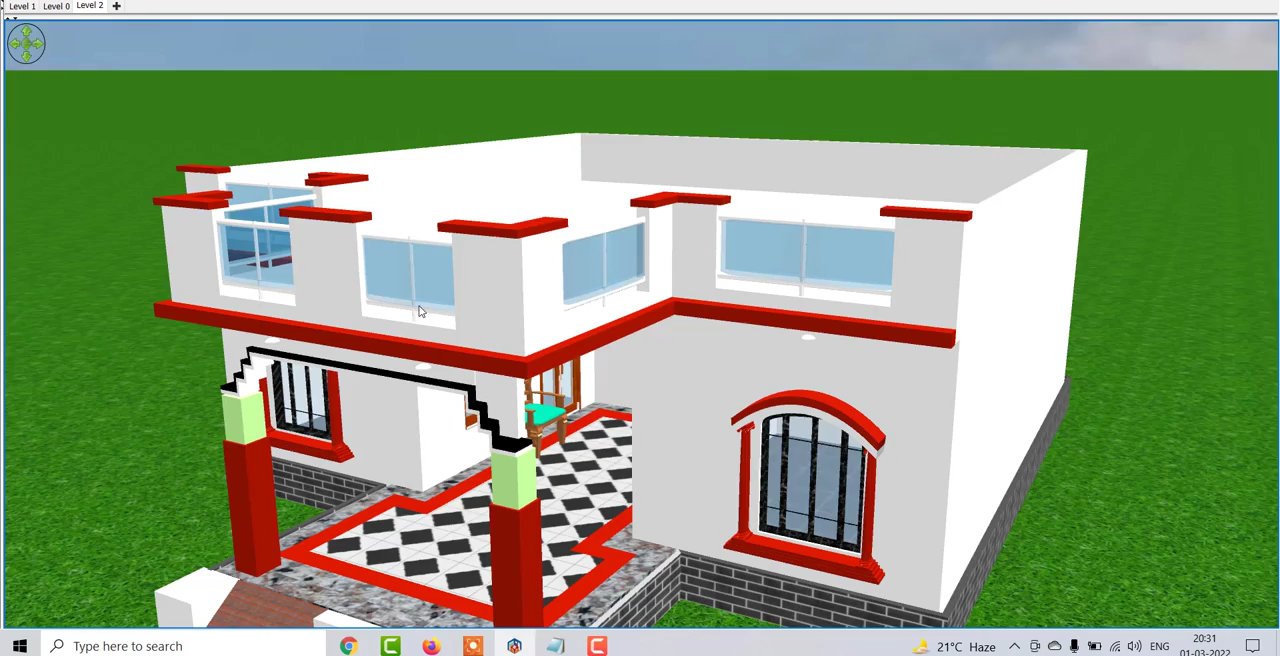 Level 1 Level 0 Level 2
Type here to search
21°C Haze
ENG
20:31
01-03-2022